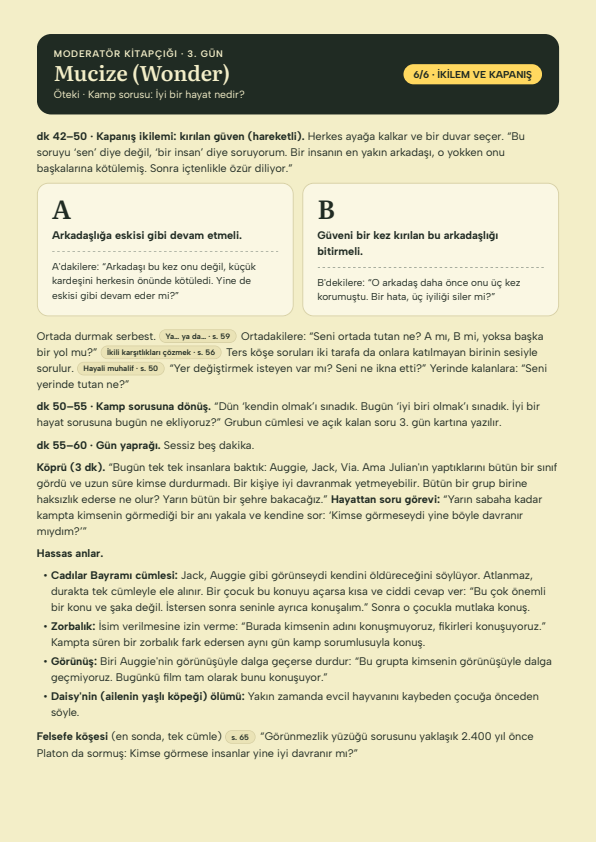 MODERATÖR KİTAPÇIĞI · 3. GÜN
Mucize (Wonder)
Öteki · Kamp sorusu: İyi bir hayat nedir?
6/6 · İKİLEM VE KAPANIŞ
dk 42–50 · Kapanış ikilemi: kırılan güven (hareketli). Herkes ayağa kalkar ve bir duvar seçer. “Bu
soruyu ‘sen’ diye değil, ‘bir insan’ diye soruyorum. Bir insanın en yakın arkadaşı, o yokken onu
başkalarına kötülemiş. Sonra içtenlikle özür diliyor.”
A
Arkadaşlığa eskisi gibi devam etmeli.
A'dakilere: “Arkadaşı bu kez onu değil, küçük
kardeşini herkesin önünde kötüledi. Yine de
eskisi gibi devam eder mi?”
B
Güveni bir kez kırılan bu arkadaşlığı
bitirmeli.
B'dekilere: “O arkadaş daha önce onu üç kez
korumuştu. Bir hata, üç iyiliği siler mi?”
Ortada durmak serbest. Ya… ya da… · s. 59 Ortadakilere: “Seni ortada tutan ne? A mı, B mi, yoksa başka
bir yol mu?” İkili karşıtlıkları çözmek · s. 56 Ters köşe soruları iki tarafa da onlara katılmayan birinin sesiyle
sorulur. Hayali muhalif · s. 50 “Yer değiştirmek isteyen var mı? Seni ne ikna etti?” Yerinde kalanlara: “Seni
yerinde tutan ne?”
dk 50–55 · Kamp sorusuna dönüş. “Dün ‘kendin olmak’ı sınadık. Bugün ‘iyi biri olmak’ı sınadık. İyi bir
hayat sorusuna bugün ne ekliyoruz?” Grubun cümlesi ve açık kalan soru 3. gün kartına yazılır.
dk 55–60 · Gün yaprağı. Sessiz beş dakika.
Köprü (3 dk). “Bugün tek tek insanlara baktık: Auggie, Jack, Via. Ama Julian'ın yaptıklarını bütün bir sınıf
gördü ve uzun süre kimse durdurmadı. Bir kişiye iyi davranmak yetmeyebilir. Bütün bir grup birine
haksızlık ederse ne olur? Yarın bütün bir şehre bakacağız.” Hayattan soru görevi: “Yarın sabaha kadar
kampta kimsenin görmediği bir anı yakala ve kendine sor: ‘Kimse görmeseydi yine böyle davranır
mıydım?’”
Hassas anlar.
• Cadılar Bayramı cümlesi: Jack, Auggie gibi görünseydi kendini öldüreceğini söylüyor. Atlanmaz,
durakta tek cümleyle ele alınır. Bir çocuk bu konuyu açarsa kısa ve ciddi cevap ver: “Bu çok önemli
bir konu ve şaka değil. İstersen sonra seninle ayrıca konuşalım.” Sonra o çocukla mutlaka konuş.
• Zorbalık: İsim verilmesine izin verme: “Burada kimsenin adını konuşmuyoruz, fikirleri konuşuyoruz.”
Kampta süren bir zorbalık fark edersen aynı gün kamp sorumlusuyla konuş.
• Görünüş: Biri Auggie'nin görünüşüyle dalga geçerse durdur: “Bu grupta kimsenin görünüşüyle dalga
geçmiyoruz. Bugünkü film tam olarak bunu konuşuyor.”
• Daisy'nin (ailenin yaşlı köpeği) ölümü: Yakın zamanda evcil hayvanını kaybeden çocuğa önceden
söyle.
Felsefe köşesi (en sonda, tek cümle) s. 65 “Görünmezlik yüzüğü sorusunu yaklaşık 2.400 yıl önce
Platon da sormuş: Kimse görmese insanlar yine iyi davranır mı?”